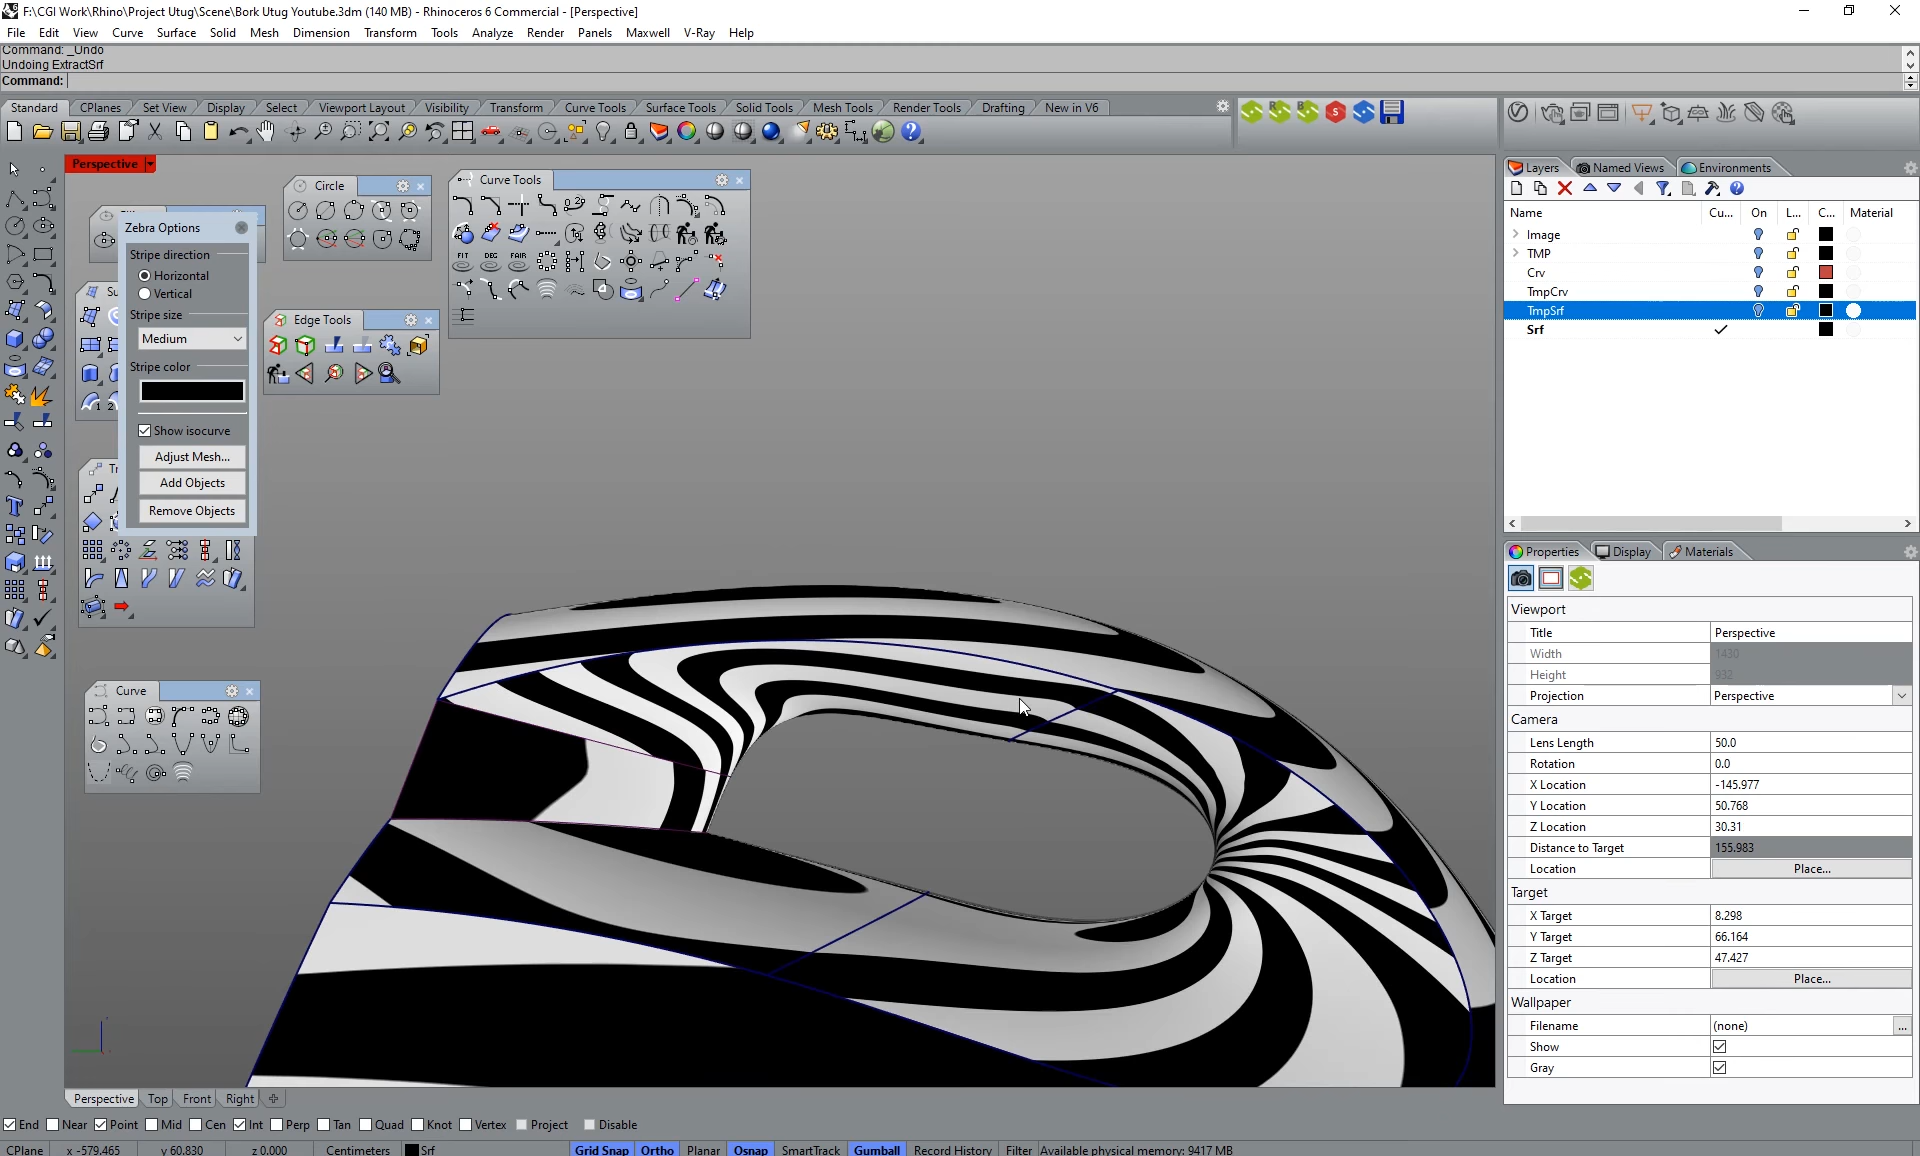 F:\CGI Work\Rhino\Project Utug\Scene\Bork Utug Youtube.3dm (140 MB) - Rhinoceros 6 Commercial - [Perspective]
File Edit View Curve Surface Solid Mesh Dimension Transform Tools Analyze Render Panels Maxwell V-Ray Help
Command: _Undo
Undoing ExtractSrf
Command:
Standard CPlanes Set View Display Select Viewport Layout Visibility Transform Curve Tools Surface Tools Solid Tools Mesh Tools Render Tools Drafting New in V6
Perspective
Circle
Curve Tools
FIT DEG FAIR
Zebra Options
Stripe direction
Horizontal
Vertical
Stripe size
Medium
Stripe color
Show isocurve
Adjust Mesh...
Add Objects
Remove Objects
Su
Tr
Edge Tools
Curve
Layers Named Views Environments
Name Cu... On L... C... Material
Image
TMP
Crv
TmpCrv
TmpSrf
Srf
Properties Display Materials
Viewport
Title Perspective
Width 1430
Height 932
Projection Perspective
Camera
Lens Length 50.0
Rotation 0.0
X Location -145.977
Y Location 50.768
Z Location 30.31
Distance to Target 155.983
Location Place...
Target
X Target 8.298
Y Target 66.164
Z Target 47.427
Location Place...
Wallpaper
Filename (none) ...
Show
Gray
Perspective Top Front Right
End Near Point Mid Cen Int Perp Tan Quad Knot Vertex Project Disable
CPlane x -579.465 y 60.830 z 0.000 Centimeters Srf Grid Snap Ortho Planar Osnap SmartTrack Gumball Record History Filter Available physical memory: 9417 MB